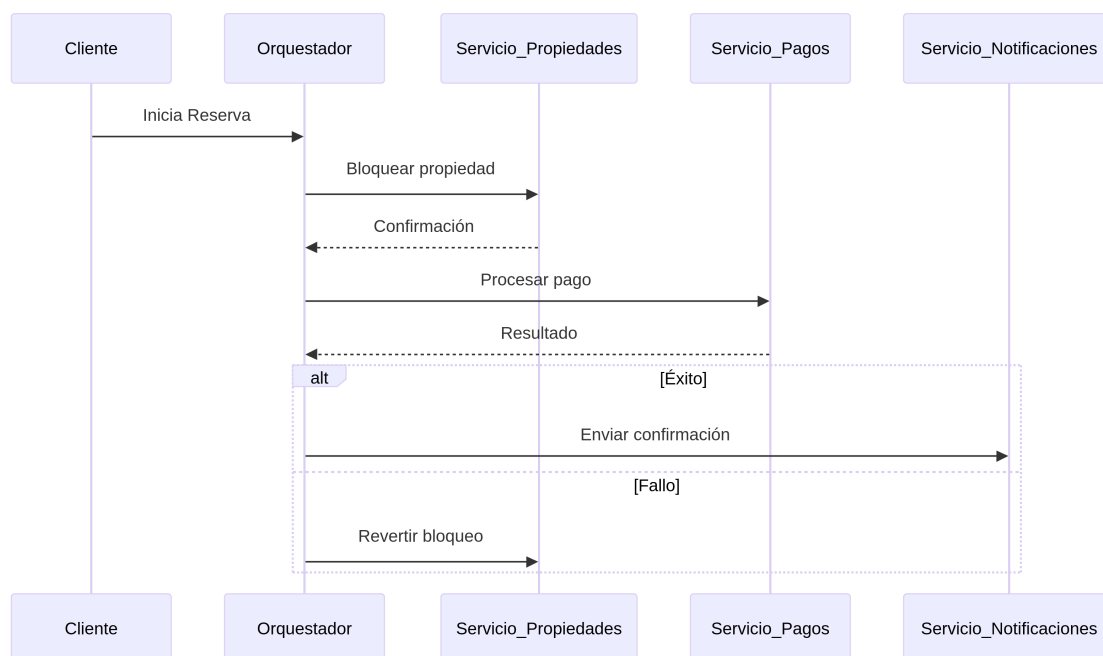 Cliente
Orquestador
Servicio_Propiedades
Servicio_Pagos
Servicio_Notificaciones
Inicia Reserva
Bloquear propiedad
Confirmación
Procesar pago
Resultado
alt
[Éxito]
Enviar confirmación
[Fallo]
Revertir bloqueo
Cliente
Orquestador
Servicio_Propiedades
Servicio_Pagos
Servicio_Notificaciones